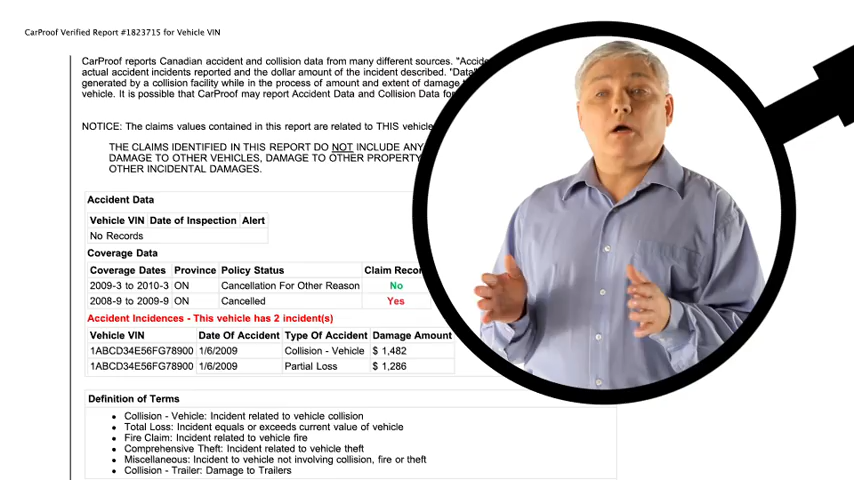 CarProof Verified Report #1823715 for Vehicle VIN
CarProof reports Canadian accident and collision data from many different sources. "Accide
actual accident incidents reported and the dollar amount of the incident described. "Data"
generated by a collision facility while in the process of amount and extent of damage
vehicle. It is possible that CarProof may report Accident Data and Collision Data for
NOTICE: The claims values contained in this report are related to THIS vehicle
THE CLAIMS IDENTIFIED IN THIS REPORT DO NOT INCLUDE ANY
DAMAGE TO OTHER VEHICLES, DAMAGE TO OTHER PROPERTY
OTHER INCIDENTAL DAMAGES.
Accident Data
Vehicle VIN Date of Inspection Alert
No Records
Coverage Data
Coverage Dates Province Policy Status Claim Recor
2009-3 to 2010-3 ON Cancellation For Other Reason No
2008-9 to 2009-9 ON Cancelled Yes
Accident Incidences - This vehicle has 2 incident(s)
Vehicle VIN Date Of Accident Type Of Accident Damage Amount
1ABCD34E56FG78900 1/6/2009 Collision - Vehicle $ 1,482
1ABCD34E56FG78900 1/6/2009 Partial Loss $ 1,286
Definition of Terms
• Collision - Vehicle: Incident related to vehicle collision
• Total Loss: Incident equals or exceeds current value of vehicle
• Fire Claim: Incident related to vehicle fire
• Comprehensive Theft: Incident related to vehicle theft
• Miscellaneous: Incident to vehicle not involving collision, fire or theft
• Collision - Trailer: Damage to Trailers